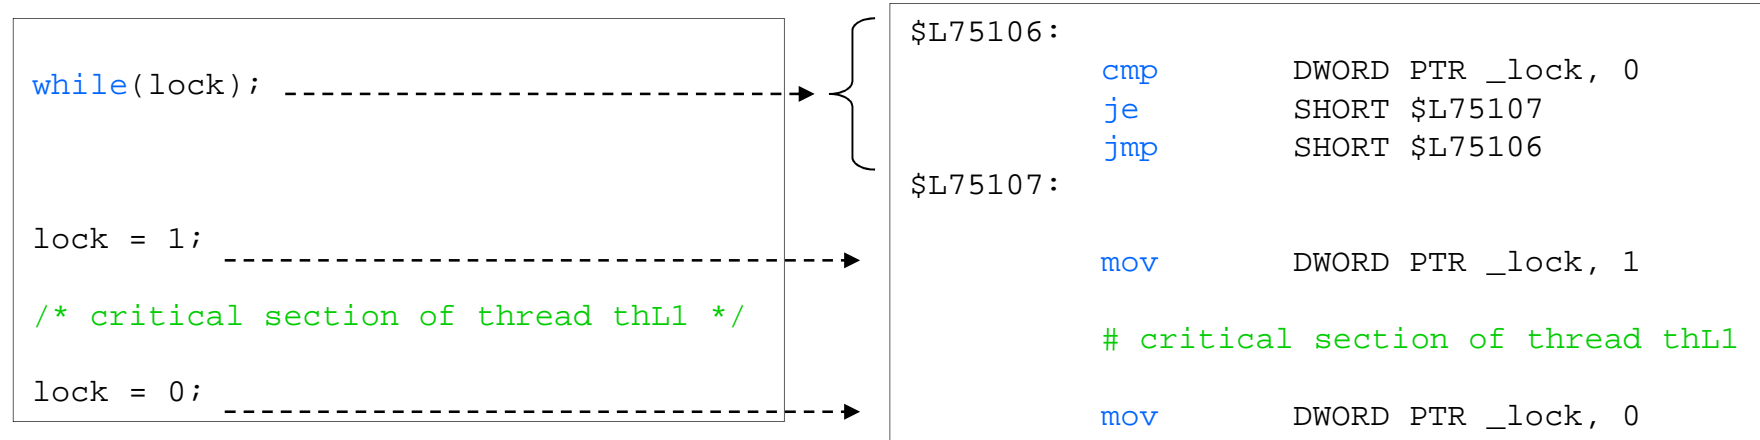 while(lock);
lock = 1;
/* critical section of thread thL1 */
lock = 0;
$L75106:
cmp DWORD PTR _lock, 0
je SHORT $L75107
jmp SHORT $L75106
$L75107:
mov DWORD PTR _lock, 1
# critical section of thread thL1
mov DWORD PTR _lock, 0